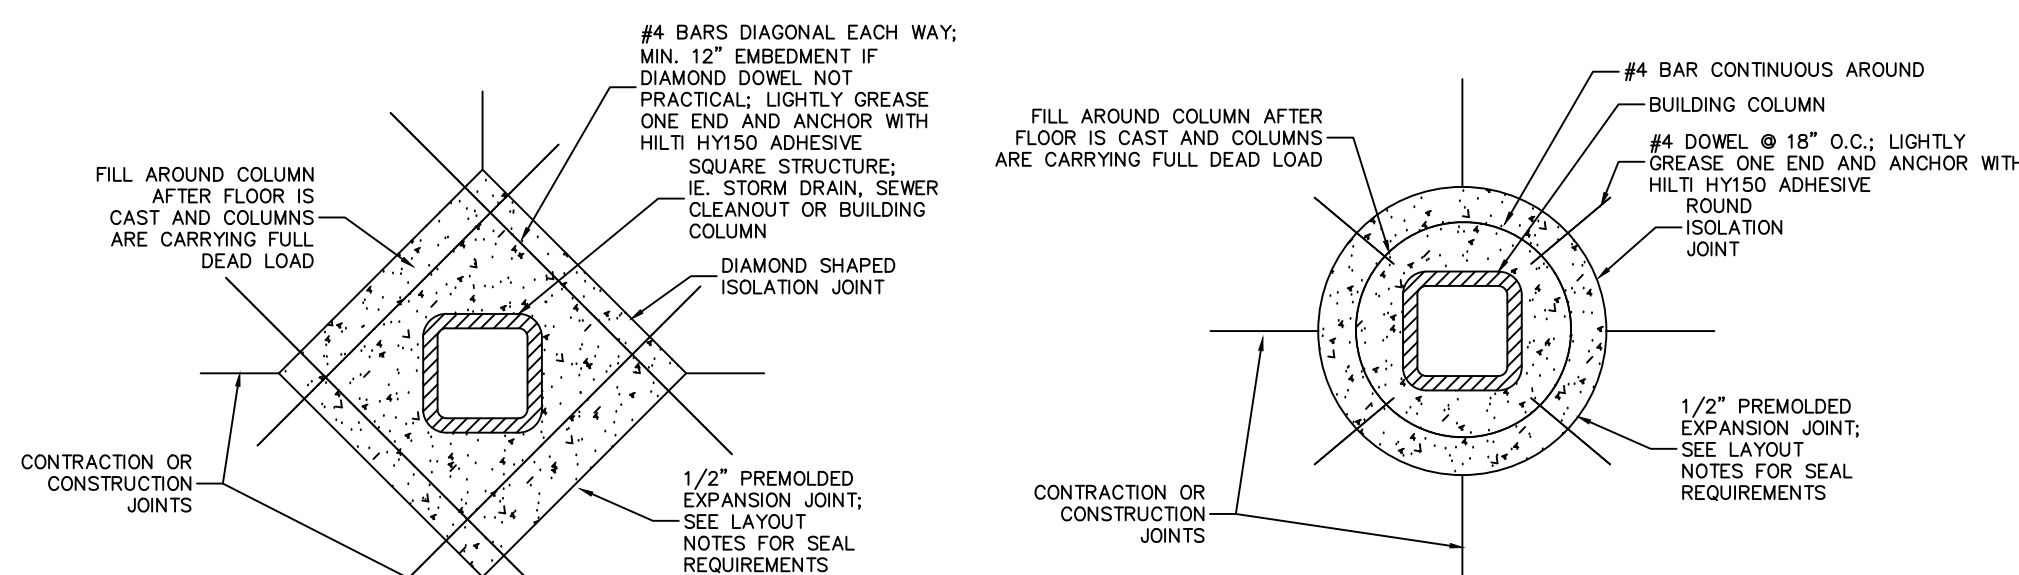 #4 BARS DIAGONAL EACH WAY;
MIN. 12" EMBEDMENT IF
DIAMOND DOWEL NOT
PRACTICAL; LIGHTLY GREASE
ONE END AND ANCHOR WITH
HILTI HY150 ADHESIVE
SQUARE STRUCTURE;
IE. STORM DRAIN, SEWER
CLEANOUT OR BUILDING
COLUMN
FILL AROUND COLUMN
AFTER FLOOR IS
CAST AND COLUMNS
ARE CARRYING FULL
DEAD LOAD
DIAMOND SHAPED
ISOLATION JOINT
CONTRACTION OR
CONSTRUCTION
JOINTS
1/2" PREMOLDED
EXPANSION JOINT;
SEE LAYOUT
NOTES FOR SEAL
REQUIREMENTS
#4 BAR CONTINUOUS AROUND
BUILDING COLUMN
FILL AROUND COLUMN AFTER
FLOOR IS CAST AND COLUMNS
ARE CARRYING FULL DEAD LOAD
#4 DOWEL @ 18" O.C.; LIGHTLY
GREASE ONE END AND ANCHOR WITH
HILTI HY150 ADHESIVE
ROUND
ISOLATION
JOINT
1/2" PREMOLDED
EXPANSION JOINT;
SEE LAYOUT
NOTES FOR SEAL
REQUIREMENTS
CONTRACTION OR
CONSTRUCTION
JOINTS